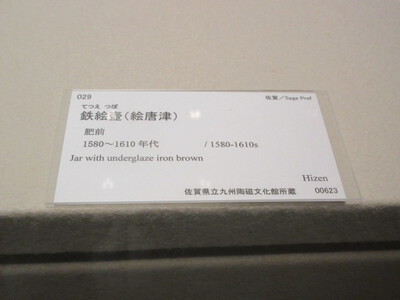 029 佐賀／Saga Pref
てつえ つぼ
鉄絵壺(絵唐津)
肥前
1580～1610 年代 / 1580-1610s
Jar with underglaze iron brown
Hizen
佐賀県立九州陶磁文化館所蔵 00623